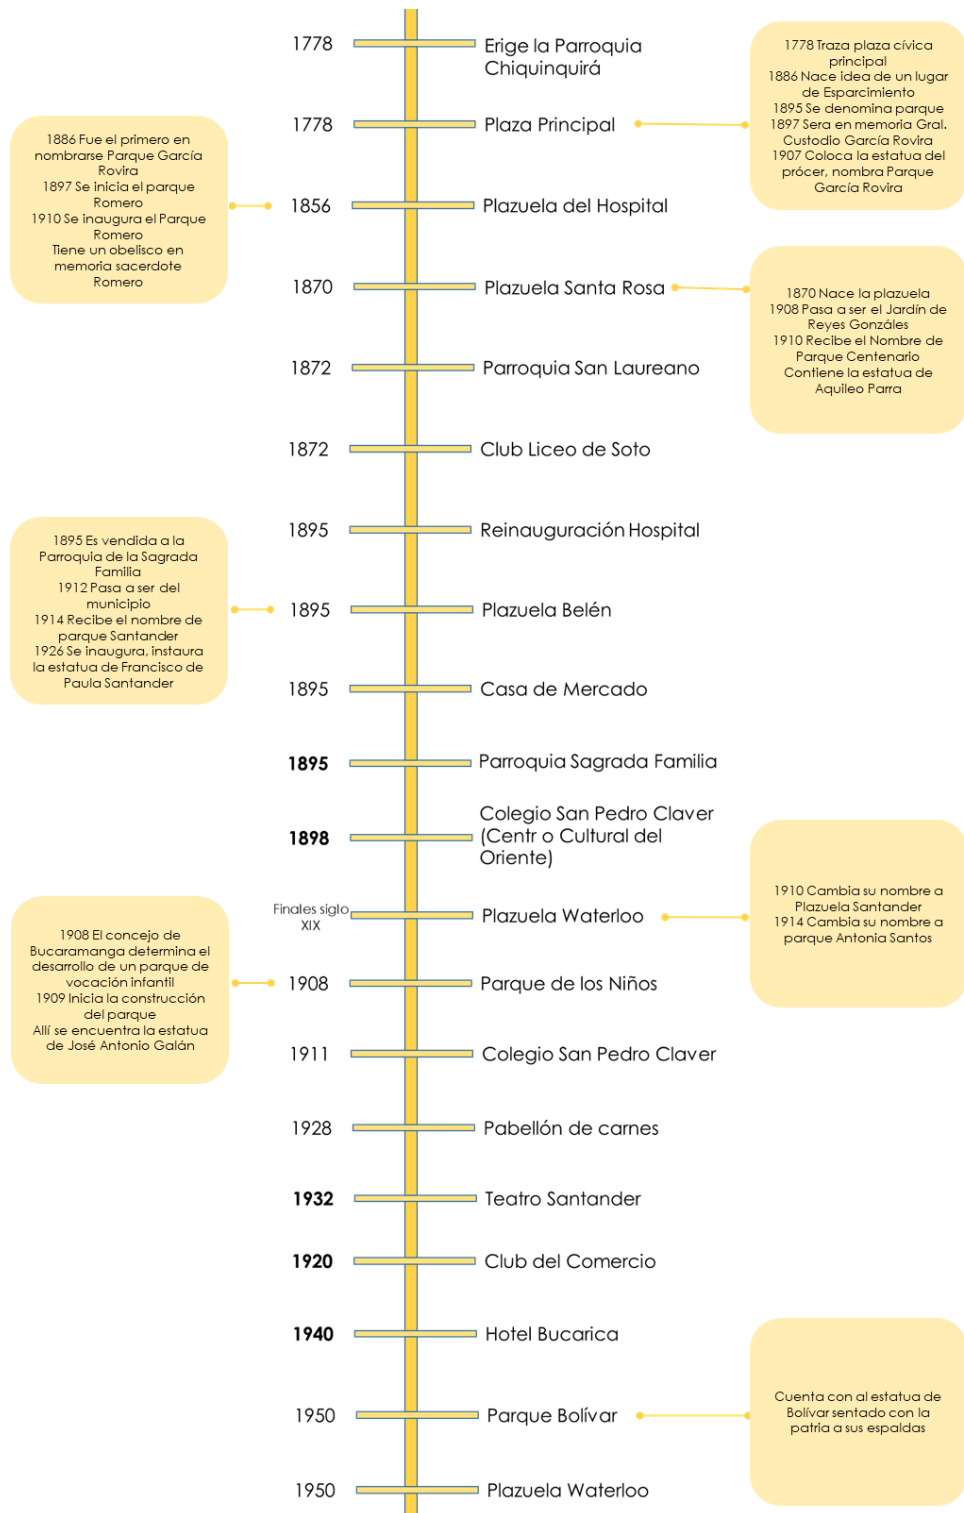 1778
Erige la Parroquia
Chiquinquirá
1778
Plaza Principal
1778 Traza plaza cívica
principal
1886 Nace idea de un lugar
de Esparcimiento
1895 Se denomina parque
1897 Sera en memoria Gral.
Custodio García Rovira
1907 Coloca la estatua del
prócer, nombra Parque
García Rovira
1886 Fue el primero en
nombrarse Parque García
Rovira
1897 Se inicia el parque
Romero
1910 Se inaugura el Parque
Romero
Tiene un obelisco en
memoria sacerdote
Romero
1856
Plazuela del Hospital
1870
Plazuela Santa Rosa
1870 Nace la plazuela
1908 Pasa a ser el Jardín de
Reyes Gonzáles
1910 Recibe el Nombre de
Parque Centenario
Contiene la estatua de
Aquileo Parra
1872
Parroquia San Laureano
1872
Club Liceo de Soto
1895
Reinauguración Hospital
1895 Es vendida a la
Parroquia de la Sagrada
Familia
1912 Pasa a ser del
municipio
1914 Recibe el nombre de
parque Santander
1926 Se inaugura, instaura
la estatua de Francisco de
Paula Santander
1895
Plazuela Belén
1895
Casa de Mercado
1895
Parroquia Sagrada Familia
1898
Colegio San Pedro Claver
(Centr o Cultural del
Oriente)
Finales siglo
XIX
Plazuela Waterloo
1910 Cambia su nombre a
Plazuela Santander
1914 Cambia su nombre a
parque Antonia Santos
1908 El concejo de
Bucaramanga determina el
desarrollo de un parque de
vocación infantil
1909 Inicia la construcción
del parque
Allí se encuentra la estatua
de José Antonio Galán
1908
Parque de los Niños
1911
Colegio San Pedro Claver
1928
Pabellón de carnes
1932
Teatro Santander
1920
Club del Comercio
1940
Hotel Bucarica
1950
Parque Bolívar
Cuenta con al estatua de
Bolívar sentado con la
patria a sus espaldas
1950
Plazuela Waterloo